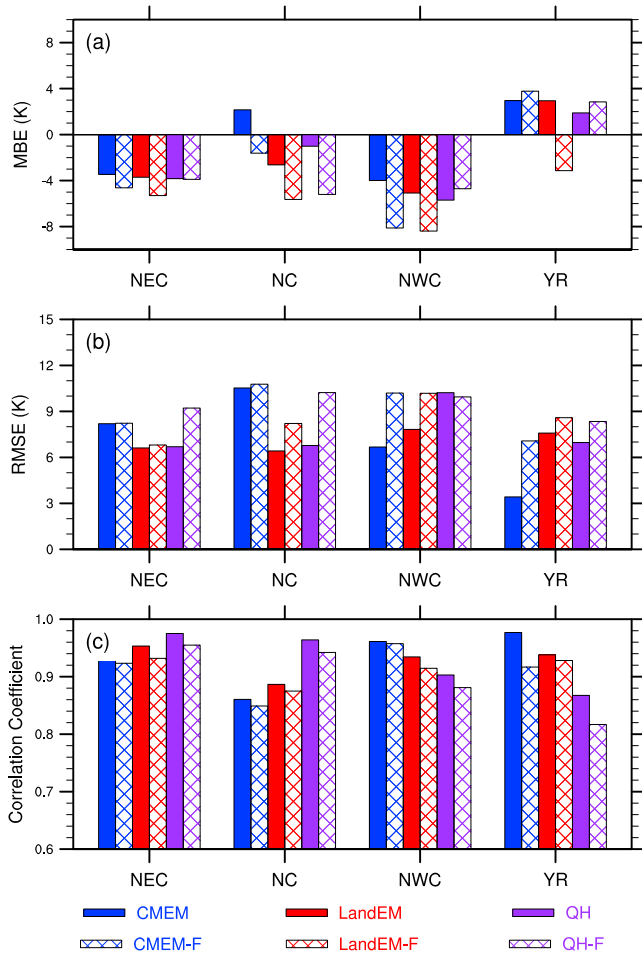 (a)
MBE (K)
8
4
0
-4
-8
NEC NC NWC YR
(b)
RMSE (K)
15
12
9
6
3
0
NEC NC NWC YR
(c)
Correlation Coefficient
1.0
0.9
0.8
0.7
0.6
NEC NC NWC YR
CMEM LandEM QH
CMEM-F LandEM-F QH-F